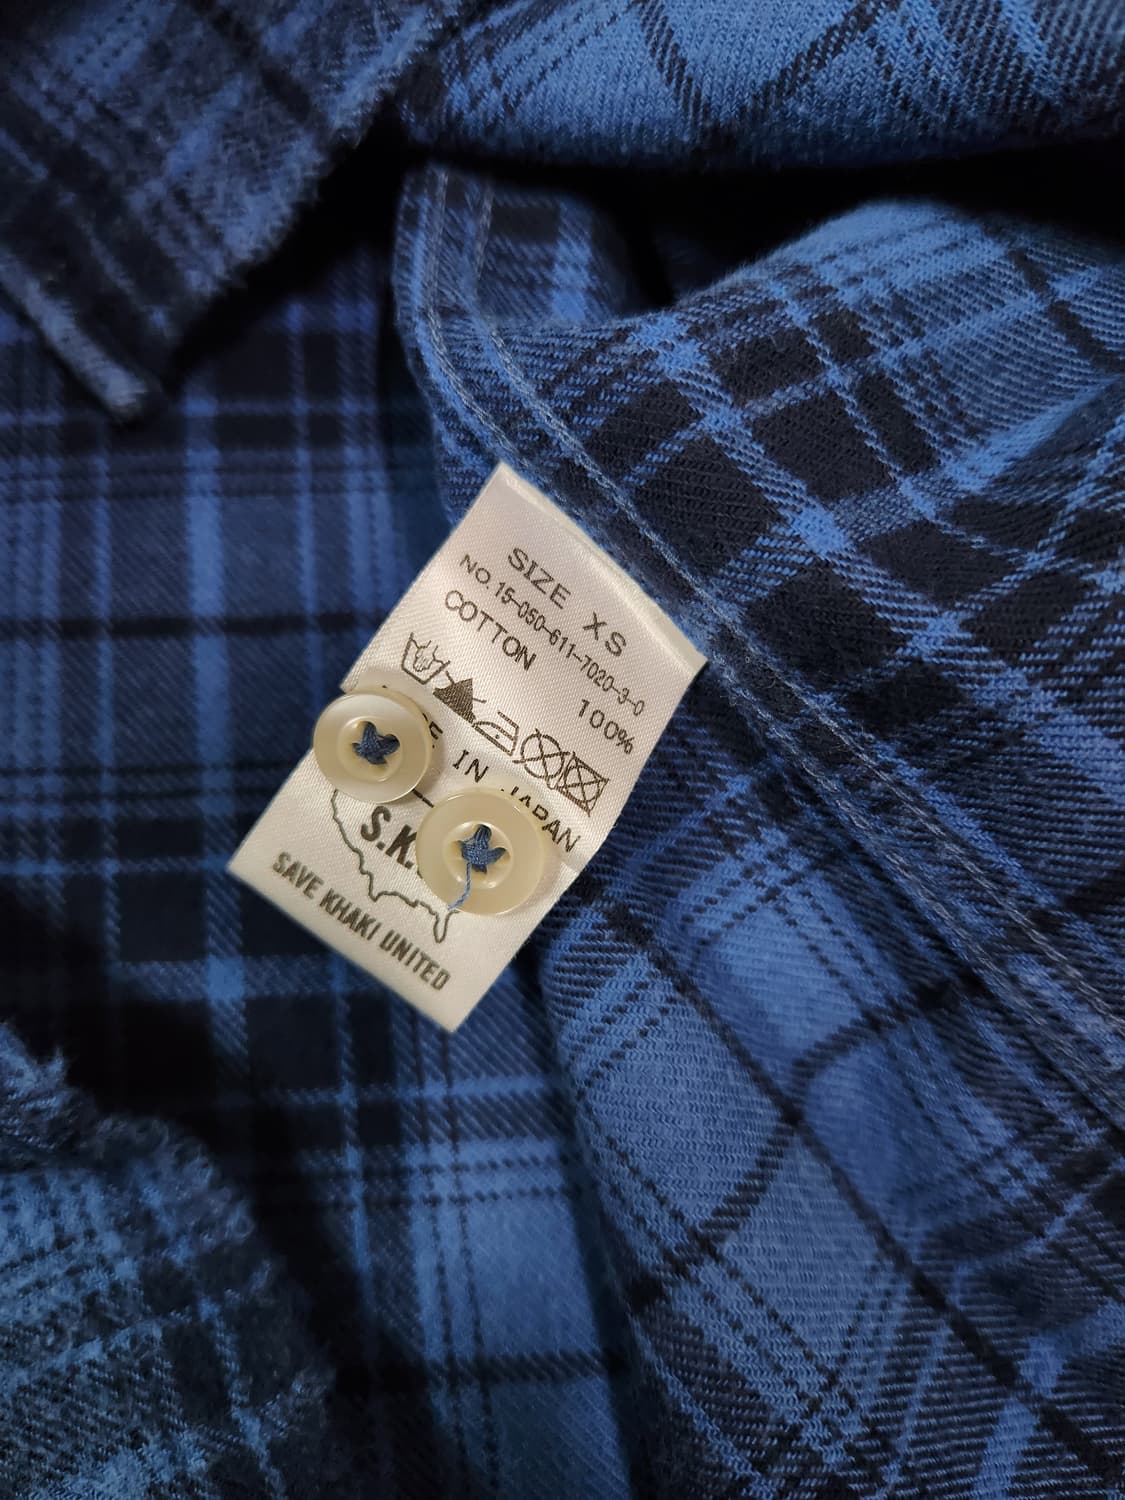 SIZE XS
NO. 15-050-611-7020-3-0
COTTON 100%
IN JAPAN
S.K.
SAVE KHAKI UNITED